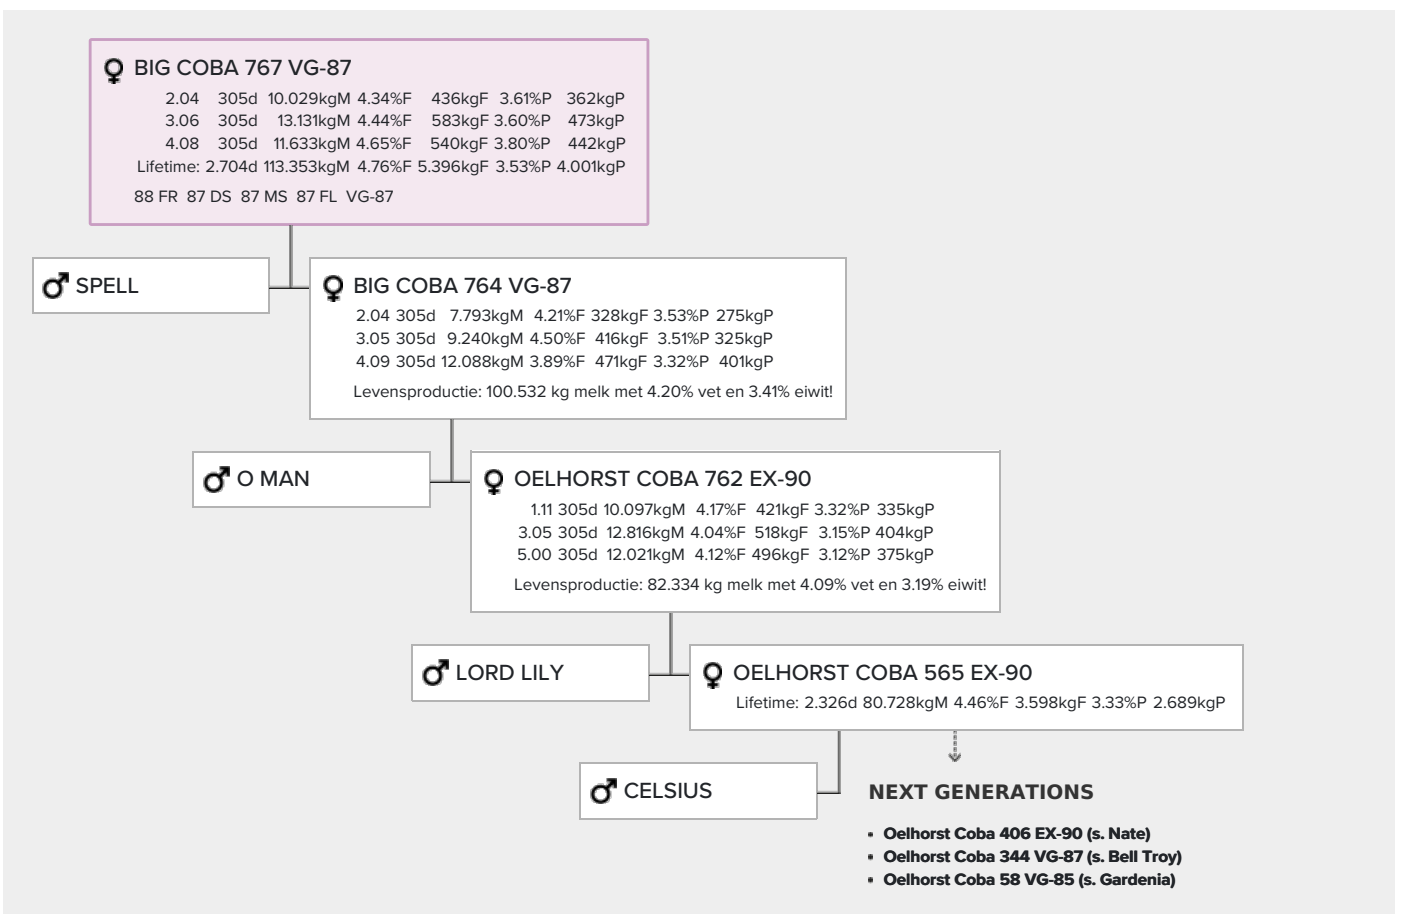 BIG COBA 767 VG-87
2.04 305d 10.029kgM 4.34%F 436kgF 3.61%P 362kgP
3.06 305d 13.131kgM 4.44%F 583kgF 3.60%P 473kgP
4.08 305d 11.633kgM 4.65%F 540kgF 3.80%P 442kgP
Lifetime: 2.704d 113.353kgM 4.76%F 5.396kgF 3.53%P 4.001kgP
88 FR 87 DS 87 MS 87 FL VG-87
SPELL
BIG COBA 764 VG-87
2.04 305d 7.793kgM 4.21%F 328kgF 3.53%P 275kgP
3.05 305d 9.240kgM 4.50%F 416kgF 3.51%P 325kgP
4.09 305d 12.088kgM 3.89%F 471kgF 3.32%P 401kgP
Levensproductie: 100.532 kg melk met 4.20% vet en 3.41% eiwit!
O MAN
OELHORST COBA 762 EX-90
1.11 305d 10.097kgM 4.17%F 421kgF 3.32%P 335kgP
3.05 305d 12.816kgM 4.04%F 518kgF 3.15%P 404kgP
5.00 305d 12.021kgM 4.12%F 496kgF 3.12%P 375kgP
Levensproductie: 82.334 kg melk met 4.09% vet en 3.19% eiwit!
LORD LILY
OELHORST COBA 565 EX-90
Lifetime: 2.326d 80.728kgM 4.46%F 3.598kgF 3.33%P 2.689kgP
CELSIUS
NEXT GENERATIONS
• Oelhorst Coba 406 EX-90 (s. Nate)
• Oelhorst Coba 344 VG-87 (s. Bell Troy)
• Oelhorst Coba 58 VG-85 (s. Gardenia)